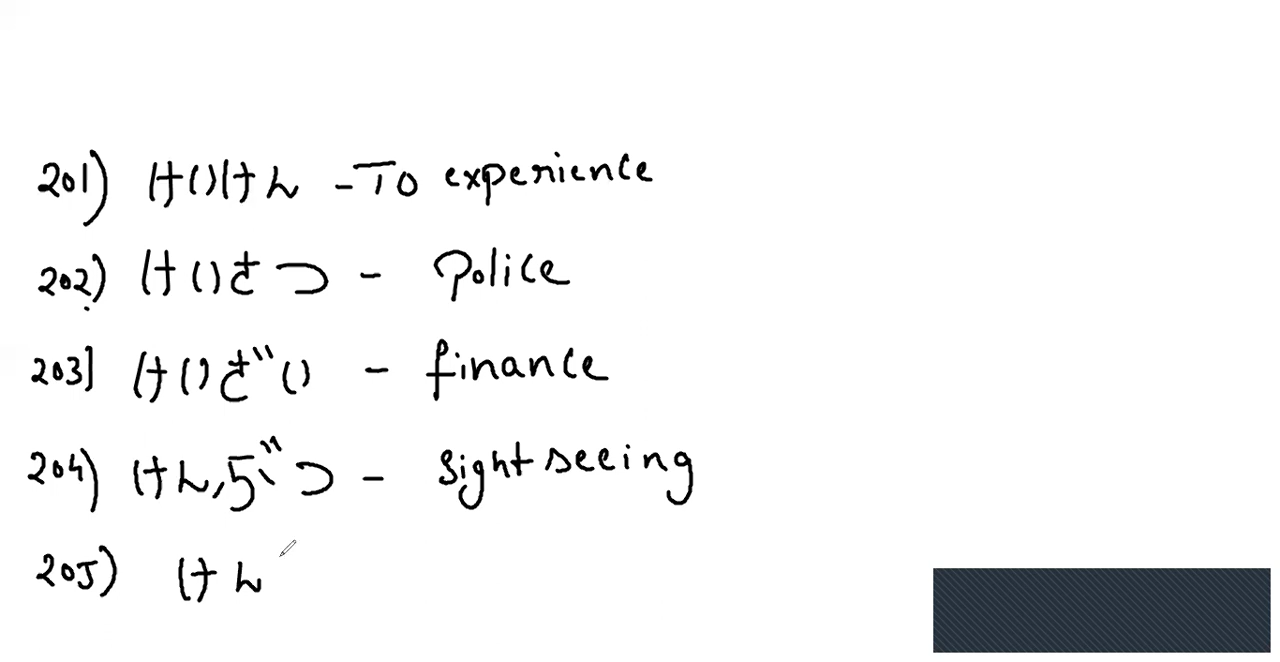 201) けいけん - To experience
202) けいさつ - Police
203] けいざい - finance
204) けんぶつ - Sightseeing
205) けん